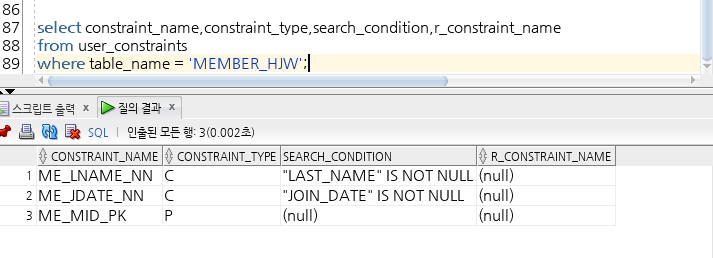 86
87 select constraint_name,constraint_type,search_condition,r_constraint_name
88 from user_constraints
89 where table_name = 'MEMBER_HJW';
스크립트 출력 x 질의 결과 x
SQL 인출된 모든 행: 3(0.002초)
CONSTRAINT_NAME CONSTRAINT_TYPE SEARCH_CONDITION R_CONSTRAINT_NAME
1 ME_LNAME_NN C "LAST_NAME" IS NOT NULL (null)
2 ME_JDATE_NN C "JOIN_DATE" IS NOT NULL (null)
3 ME_MID_PK P (null) (null)